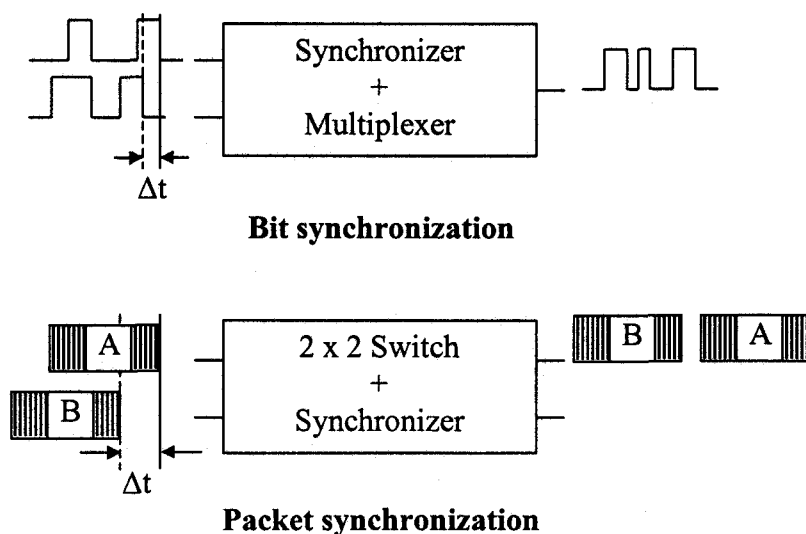 Synchronizer
+
Multiplexer
Δt
Bit synchronization
A
B
2 x 2 Switch
+
Synchronizer
B
A
Δt
Packet synchronization